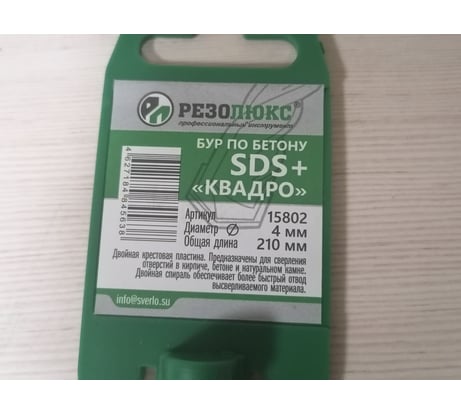 РЕЗОЛЮКС®
профессиональный инструмент
БУР ПО БЕТОНУ
SDS+
«КВАДРО»
Артикул 15802
Диаметр ∅ 4 мм
Общая длина 210 мм
4627184845638
Двойная крестовая пластина. Предназначены для сверления
отверстий в кирпиче, бетоне и натуральном камне.
Двойная спираль обеспечивает более быстрый отвод
высверливаемого материала.
info@sverlo.su